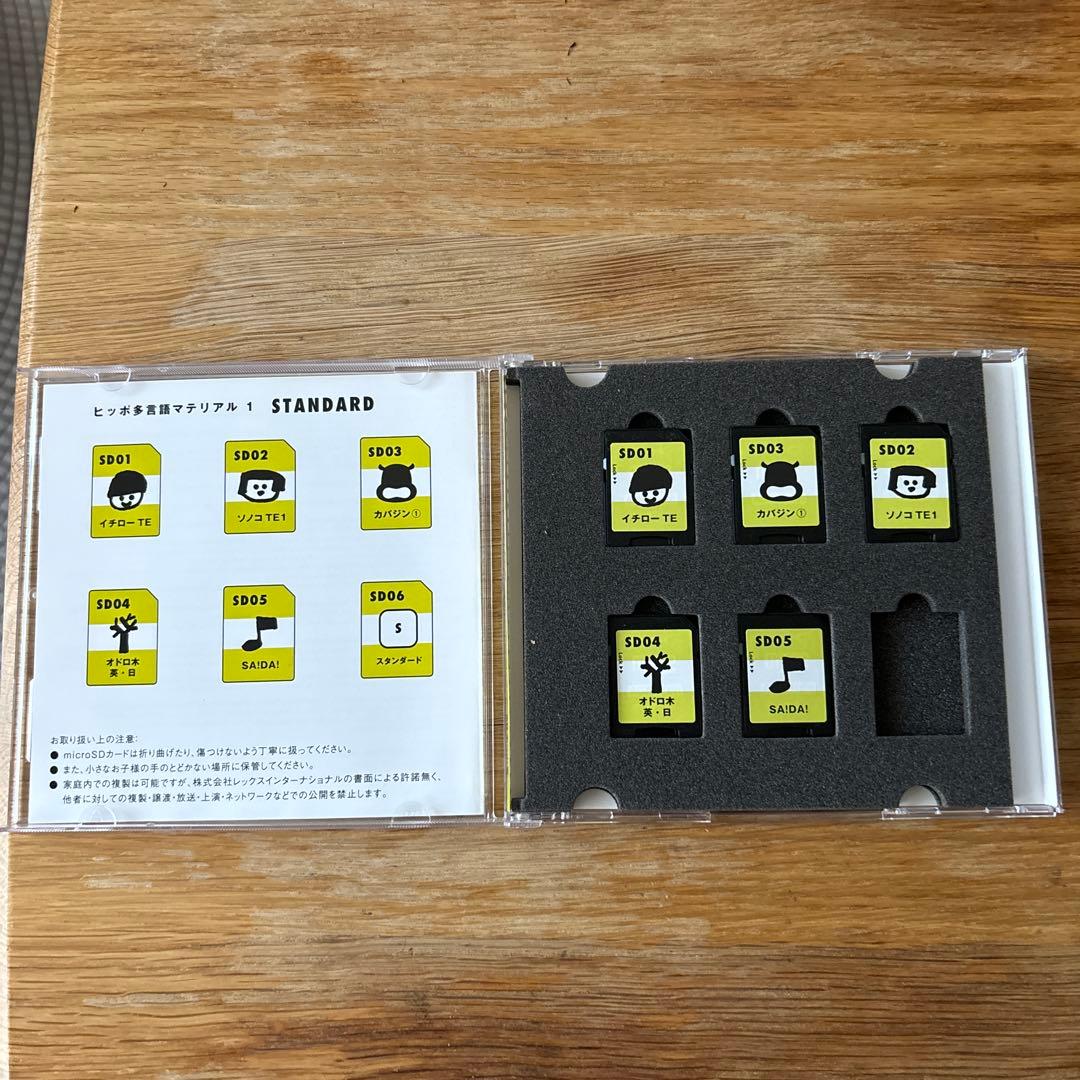 ヒッポ多言語マテリアル 1 STANDARD
SD01
イチロー TE
SD02
ソノコ TE1
SD03
カバジン①
SD04
オドロ木
英・日
SD05
SA!DA!
SD06
S
スタンダード
お取り扱い上の注意:
● microSDカードは折り曲げたり、傷つけないよう丁寧に扱ってください。
● また、小さなお子様の手のとどかない場所に保管してください。
● 家庭内での複製は可能ですが、株式会社レックスインターナショナルの書面による許諾無く、
他者に対しての複製・譲渡・放送・上演・ネットワークなどでの公開を禁止します。
SD01
Lock
イチロー TE
SD03
Lock
カバジン①
SD02
Lock
ソノコ TE1
SD04
Lock
オドロ木
英・日
SD05
Lock
SA!DA!